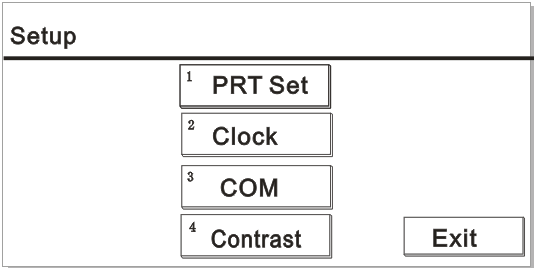 Setup
1 PRT Set
2 Clock
3 COM
4 Contrast
Exit